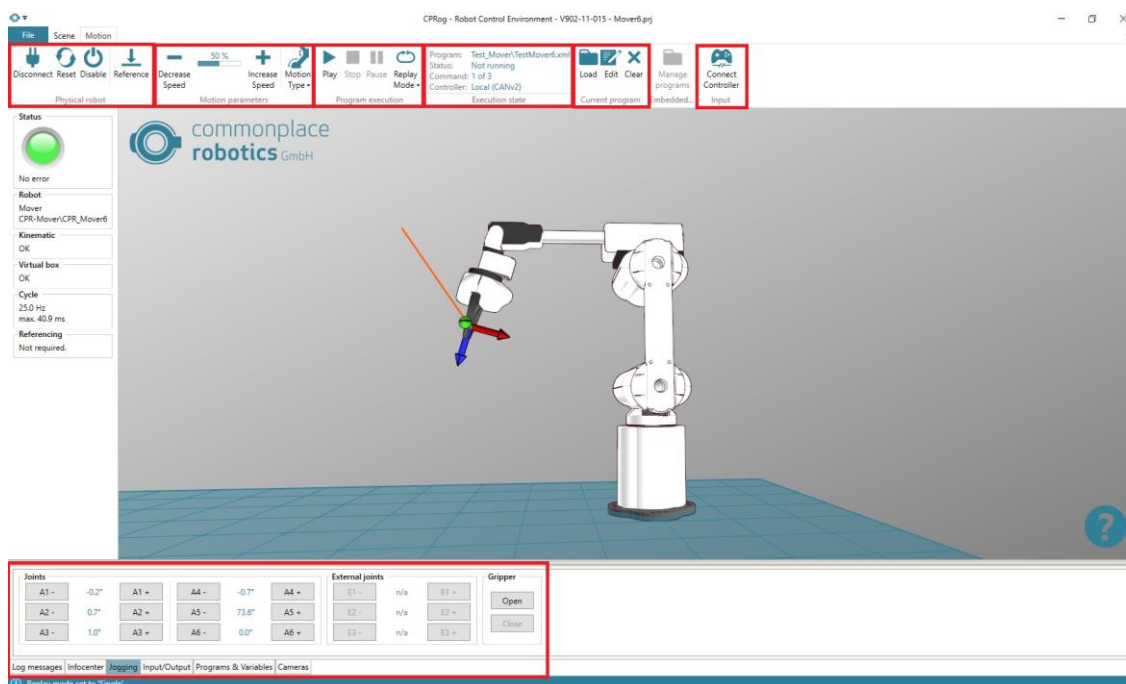 CPRog - Robot Control Environment - V902-11-015 - Mover6.prj
File Scene Motion
50 %
Disconnect Reset Disable Reference Decrease Speed Increase Speed Motion Type Play Stop Pause Replay Mode
Program: Test_Mover\TestMover6.xml
Status: Not running
Command: 1 of 3
Controller: Local (CANv2)
Load Edit Clear Manage programs Connect Controller
Physical robot Motion parameters Program execution Execution state Current program Embedded... Input
Status
No error
Robot
Mover
CPR-Mover\CPR_Mover6
Kinematic
OK
Virtual box
OK
Cycle
25.0 Hz
max. 40.9 ms
Referencing
Not required.
commonplace
robotics GmbH
?
Joints External joints Gripper
A1 - -0.2° A1 + A4 - -0.7° A4 + E1 - n/a E1 + Open
A2 - 0.7° A2 + A5 - 73.6° A5 + E2 - n/a E2 + Close
A3 - 1.0° A3 + A6 - 0.0° A6 + E3 - n/a E3 +
Log messages Infocenter Jogging Input/Output Programs & Variables Cameras
Replay mode set to 'Single'